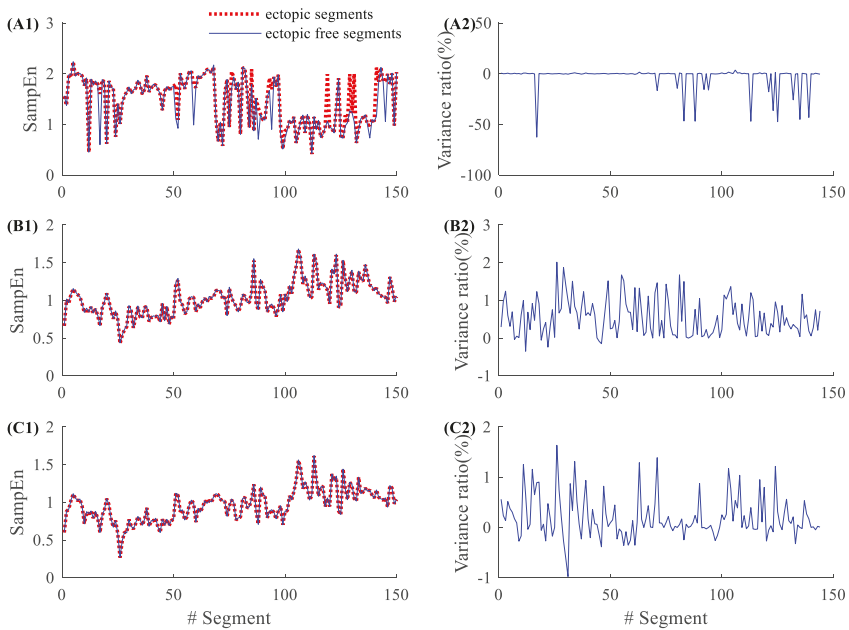 ectopic segments
ectopic free segments
(A1)
3
2
1
0
SampEn
0 50 100 150
(A2)
50
0
-50
-100
Variance ratio(%)
0 50 100 150
(B1)
2
1.5
1
0.5
0
SampEn
0 50 100 150
(B2)
3
2
1
0
-1
Variance ratio(%)
0 50 100 150
(C1)
2
1.5
1
0.5
0
SampEn
0 50 100 150
# Segment
(C2)
2
1
0
-1
Variance ratio(%)
0 50 100 150
# Segment